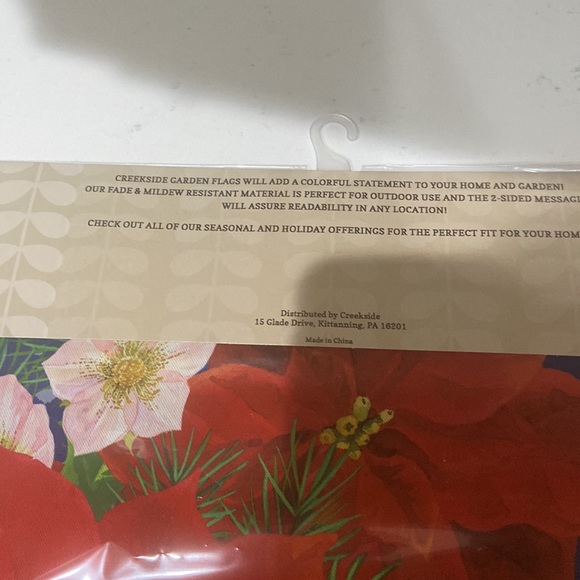 CREEKSIDE GARDEN FLAGS WILL ADD A COLORFUL STATEMENT TO YOUR HOME AND GARDEN!
OUR FADE & MILDEW RESISTANT MATERIAL IS PERFECT FOR OUTDOOR USE AND THE 2-SIDED MESSAGE
WILL ASSURE READABILITY IN ANY LOCATION!
CHECK OUT ALL OF OUR SEASONAL AND HOLIDAY OFFERINGS FOR THE PERFECT FIT FOR YOUR HOM
Distributed by Creekside
15 Glade Drive, Kittanning, PA 16201
Made in China